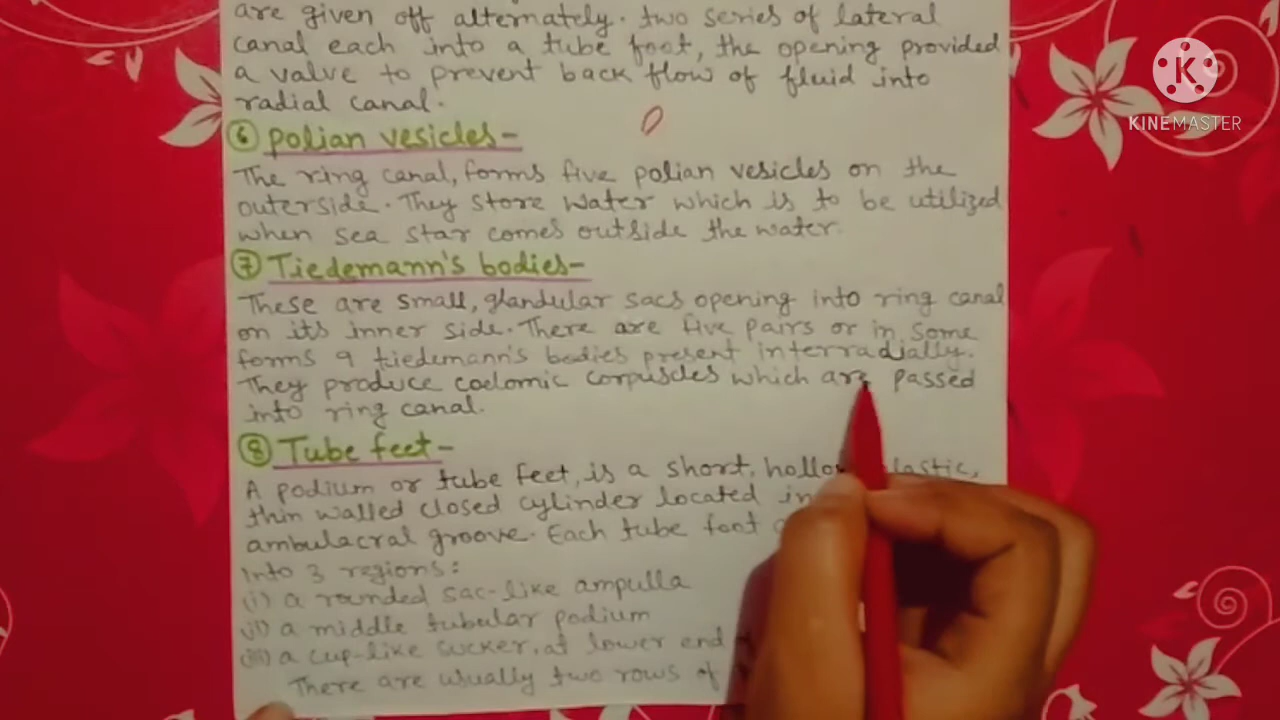 are given off alternately. two series of lateral
canal each into a tube foot, the opening provided
a valve to prevent back flow of fluid into
radial canal.
⑥ polian vesicles-
The ring canal, forms five polian vesicles on the
outerside. They store water which is to be utilized
when sea star comes outside the water.
⑦ Tiedemann's bodies-
These are small, glandular sacs opening into ring canal
on its inner side. There are five pairs or in some
forms 9 tiedemann's bodies present interradially.
They produce coelomic corpuscles which are passed
into ring canal.
⑧ Tube feet-
A podium or tube feet, is a short, hollow
thin walled closed cylinder located in
ambulacral groove. Each tube foot
into 3 regions:
(i) a rounded sac-like ampulla
(ii) a middle tubular podium
(iii) a cup-like sucker, at lower end
There are usually two rows of
KINEMASTER